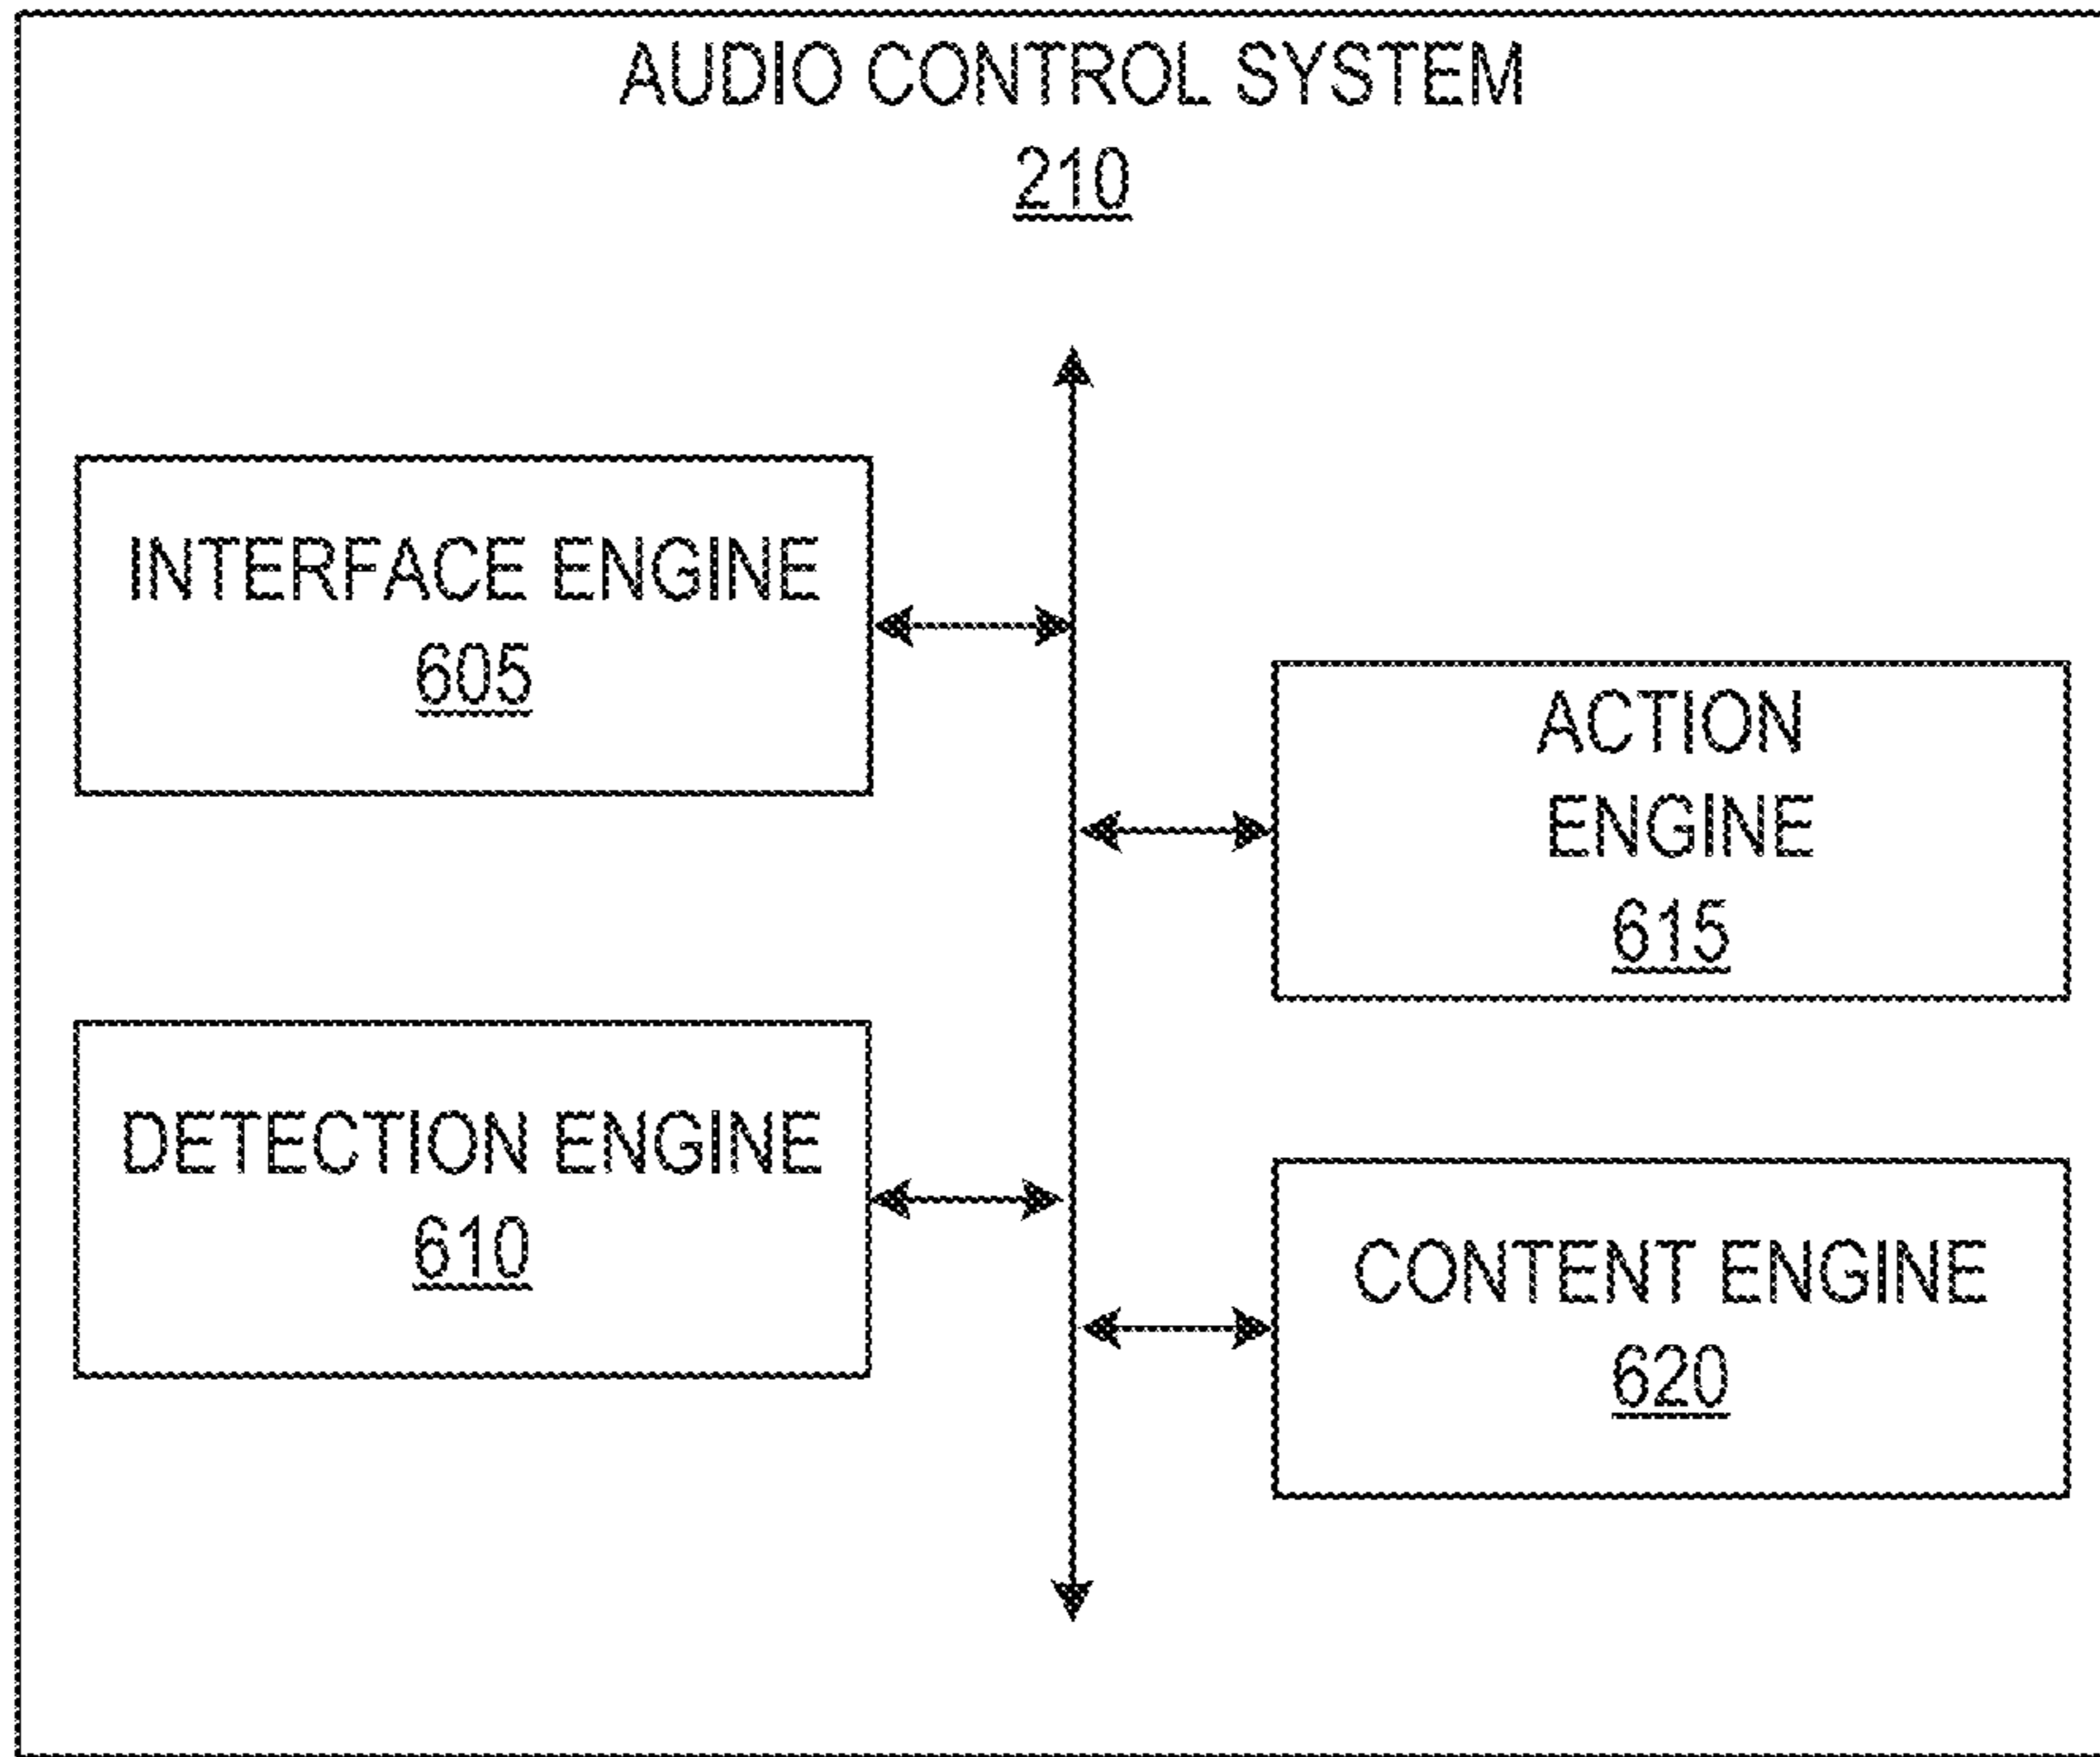 AUDIO CONTROL SYSTEM
210
INTERFACE ENGINE
605
ACTION
ENGINE
615
DETECTION ENGINE
610
CONTENT ENGINE
620